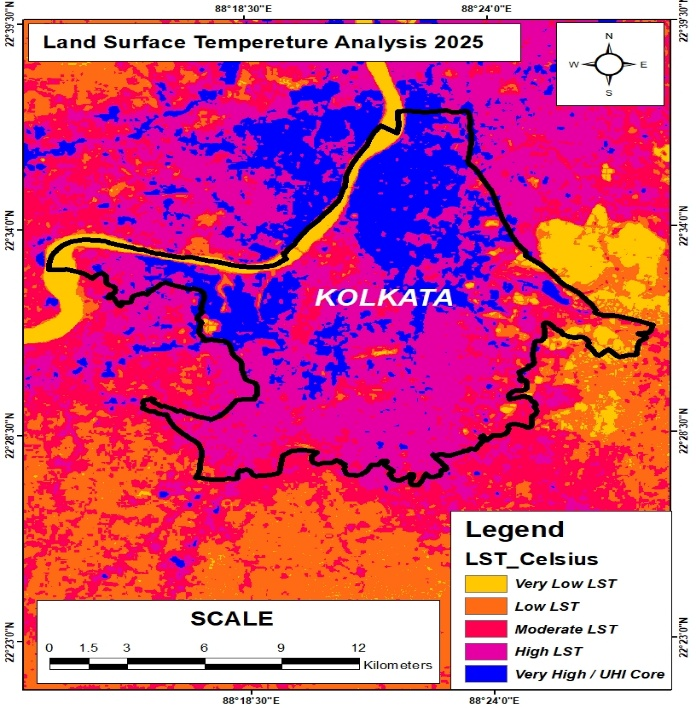 88°18'30"E 88°24'0"E
22°39'30"N 22°39'30"N
Land Surface Tempereture Analysis 2025
N
W E
S
22°34'0"N 22°34'0"N
KOLKATA
22°28'30"N 22°28'30"N
Legend
LST_Celsius
Very Low LST
Low LST
Moderate LST
High LST
Very High / UHI Core
SCALE
0 1.5 3 6 9 12
Kilometers
22°23'0"N 22°23'0"N
88°18'30"E 88°24'0"E